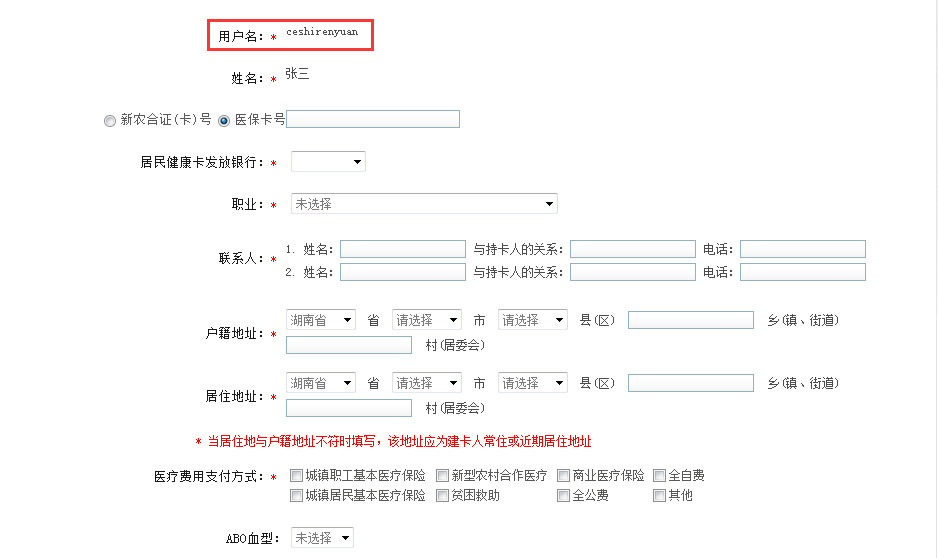 用户名：* ceshirenyuan
姓名：* 张三
新农合证(卡)号 医保卡号
居民健康卡发放银行：*
职业：* 未选择
联系人：* 1. 姓名： 与持卡人的关系： 电话：
2. 姓名： 与持卡人的关系： 电话：
户籍地址：* 湖南省 省 请选择 市 请选择 县(区) 乡(镇、街道)
村(居委会)
居住地址：* 湖南省 省 请选择 市 请选择 县(区) 乡(镇、街道)
村(居委会)
* 当居住地与户籍地址不符时填写，该地址应为建卡人常住或近期居住地址
医疗费用支付方式：* 城镇职工基本医疗保险 新型农村合作医疗 商业医疗保险 全自费
城镇居民基本医疗保险 贫困救助 全公费 其他
ABO血型： 未选择